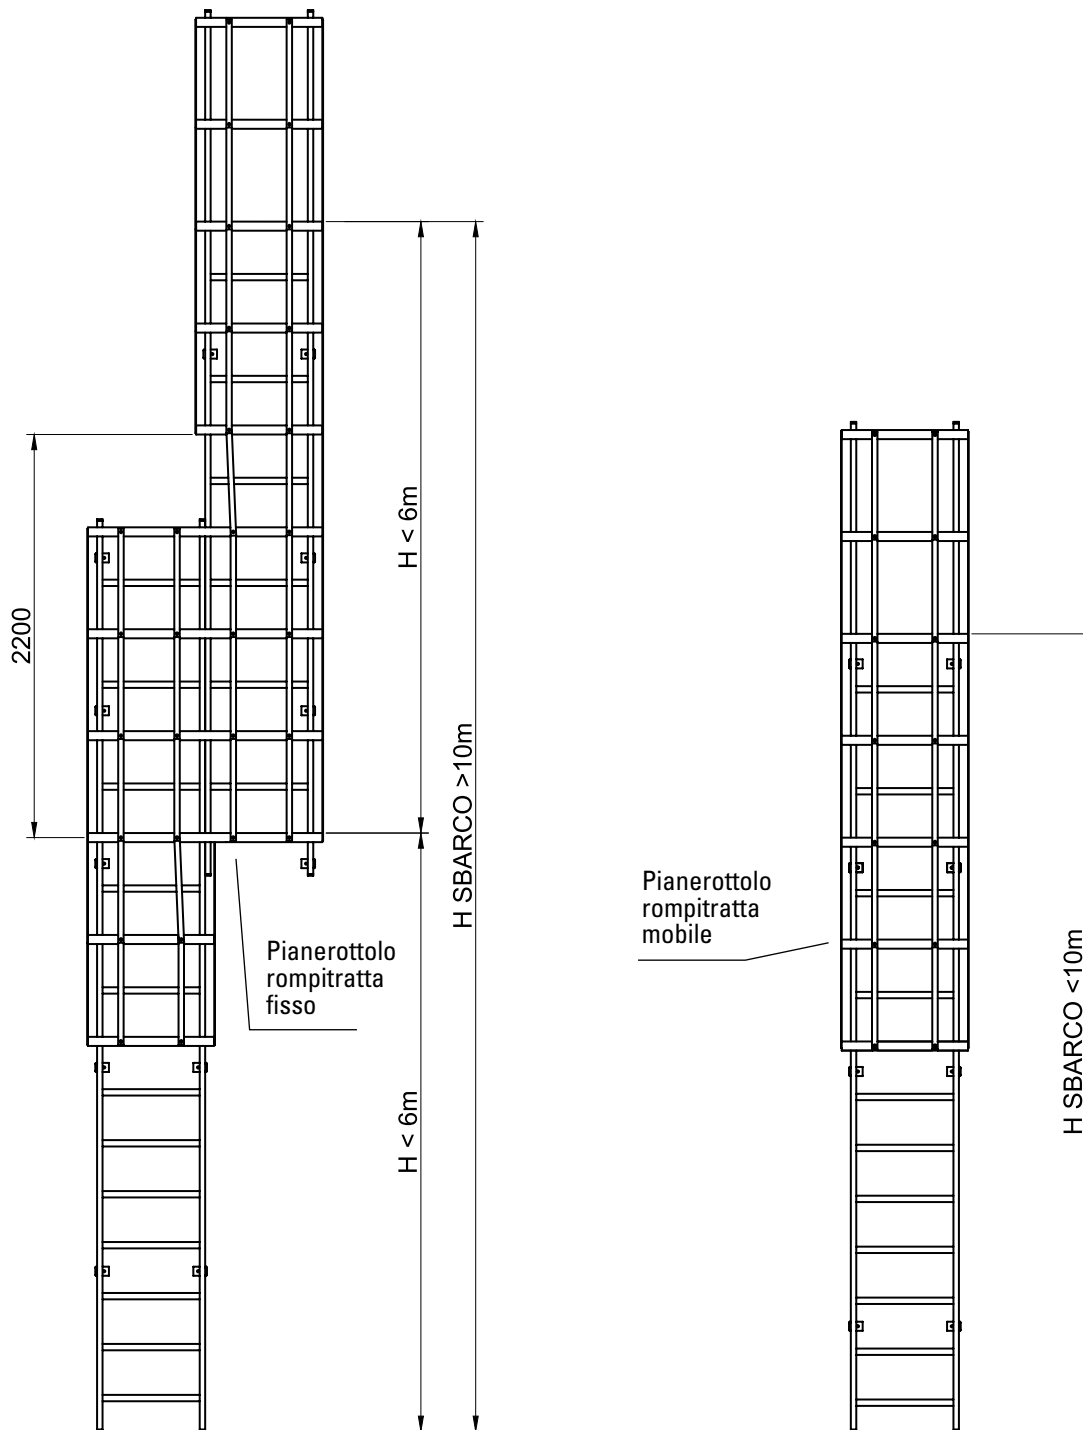 2200
H < 6m
H SBARCO >10m
H < 6m
Pianerottolo
rompitratta
fisso
Pianerottolo
rompitratta
mobile
H SBARCO <10m